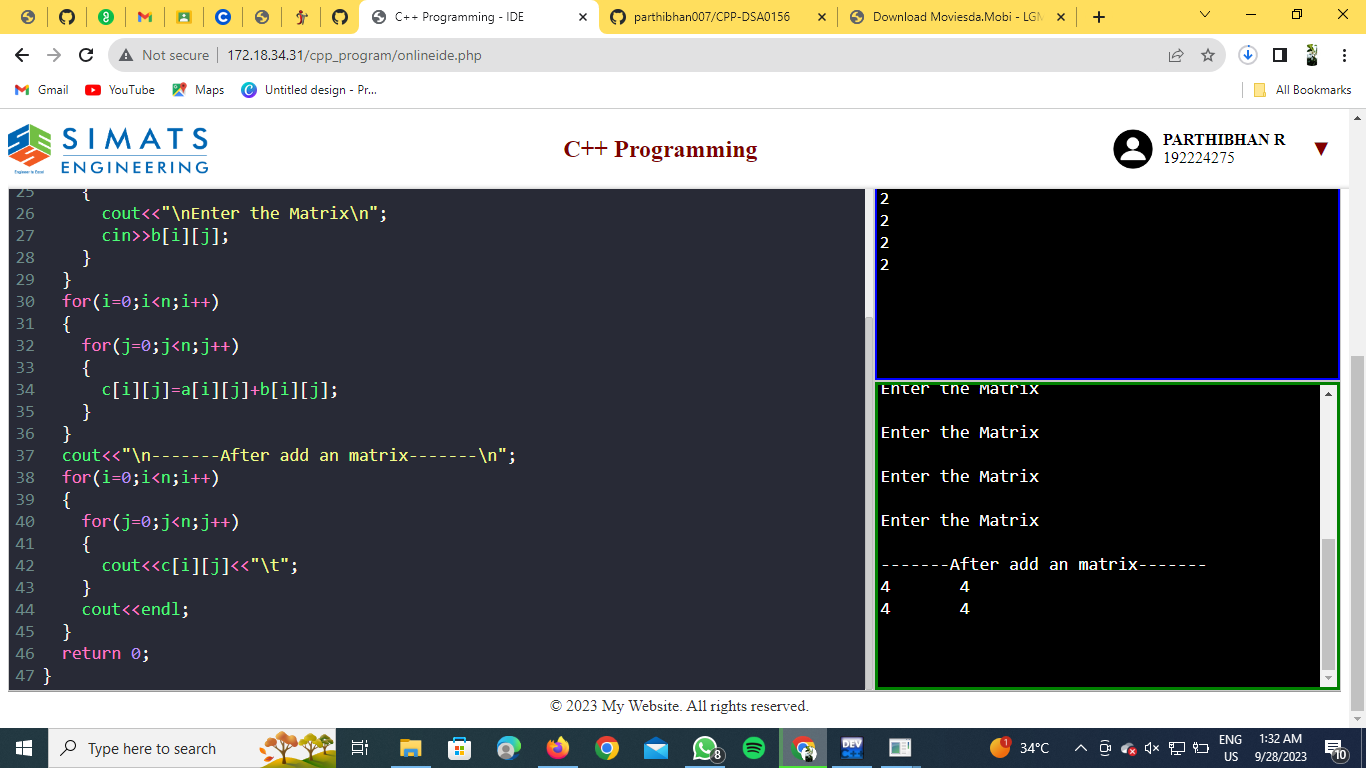 C++ Programming - IDE
parthibhan007/CPP-DSA0156
Download Moviesda.Mobi - LGM
Not secure
172.18.34.31/cpp_program/onlineide.php
Gmail
YouTube
Maps
Untitled design - Pr...
All Bookmarks
SIMATS
ENGINEERING
Engineer to Excel
C++ Programming
PARTHIBHAN R
192224275
25 {
26 cout<<"\nEnter the Matrix\n";
27 cin>>b[i][j];
28 }
29 }
30 for(i=0;i<n;i++)
31 {
32 for(j=0;j<n;j++)
33 {
34 c[i][j]=a[i][j]+b[i][j];
35 }
36 }
37 cout<<"\n-------After add an matrix-------\n";
38 for(i=0;i<n;i++)
39 {
40 for(j=0;j<n;j++)
41 {
42 cout<<c[i][j]<<"\t";
43 }
44 cout<<endl;
45 }
46 return 0;
47 }
2
2
2
2
Enter the Matrix
Enter the Matrix
Enter the Matrix
Enter the Matrix
-------After add an matrix-------
4 4
4 4
© 2023 My Website. All rights reserved.
Type here to search
8
DEV
1
34°C
ENG
US
1:32 AM
9/28/2023
10